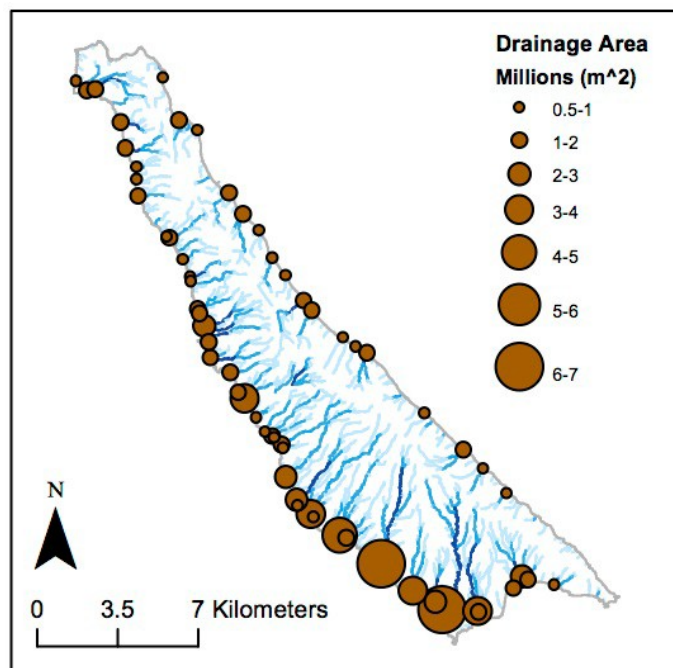 Drainage Area
Millions (m^2)
0.5-1
1-2
2-3
3-4
4-5
5-6
6-7
N
0 3.5 7 Kilometers